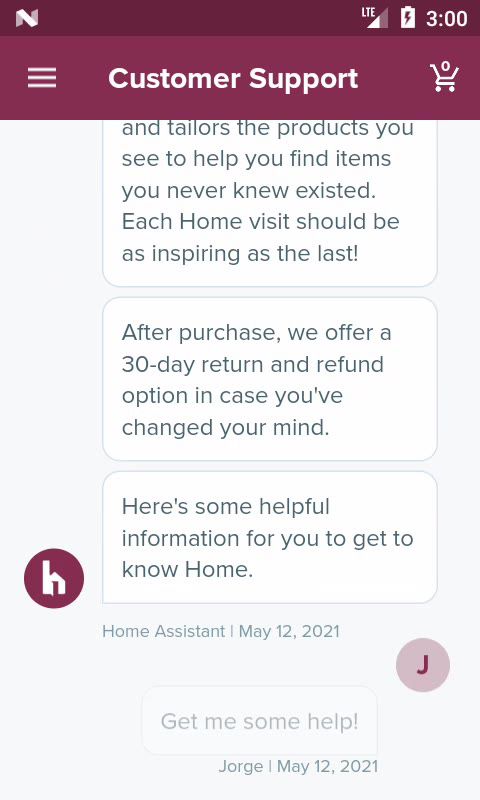 LTE 3:00
Customer Support 0
and tailors the products you
see to help you find items
you never knew existed.
Each Home visit should be
as inspiring as the last!
After purchase, we offer a
30-day return and refund
option in case you've
changed your mind.
Here's some helpful
information for you to get to
know Home.
h
Home Assistant | May 12, 2021
J
Get me some help!
Jorge | May 12, 2021